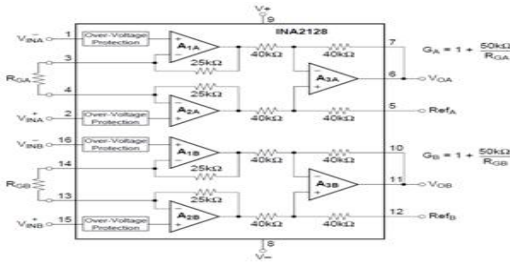 V+
9
INA2128
V-INA 1 Over-Voltage Protection A1A 40kΩ 40kΩ 7 GA = 1 + 50kΩ/RGA
3 25kΩ
RGA A3A 6 VOA
4 25kΩ
V+INA 2 Over-Voltage Protection A2A 40kΩ 40kΩ 5 RefA
V-INB 16 Over-Voltage Protection A1B 40kΩ 40kΩ 10 GB = 1 + 50kΩ/RGB
14 25kΩ
RGB A3B 11 VOB
13 25kΩ
V+INB 15 Over-Voltage Protection A2B 40kΩ 40kΩ 12 RefB
8
V−